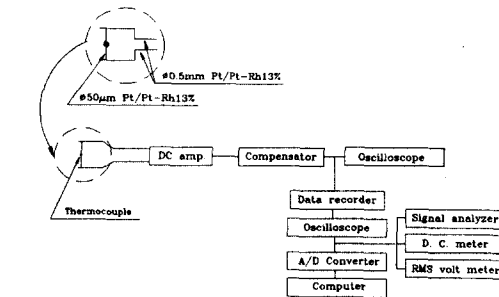 ø0.5mm Pt/Pt-Rh13%
ø50μm Pt/Pt-Rh13%
DC amp
Compensator
Oscilloscope
Thermocouple
Data recorder
Oscilloscope
Signal analyzer
D. C. meter
A/D Converter
RMS volt meter
Computer